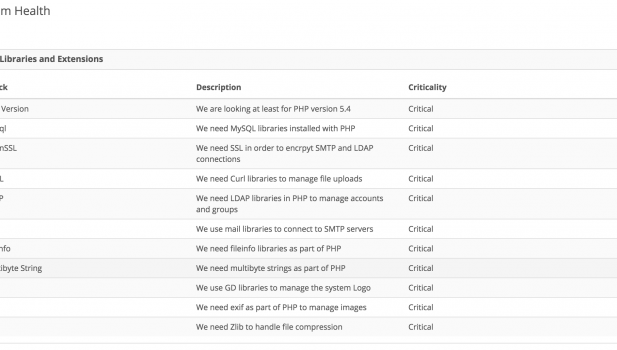 m Health
Libraries and Extensions
ck Description Criticality
Version We are looking at least for PHP version 5.4 Critical
ql We need MySQL libraries installed with PHP Critical
nSSL We need SSL in order to encrpyt SMTP and LDAP Critical
connections
L We need Curl libraries to manage file uploads Critical
P We need LDAP libraries in PHP to manage accounts Critical
and groups
We use mail libraries to connect to SMTP servers Critical
nfo We need fileinfo libraries as part of PHP Critical
ibyte String We need multibyte strings as part of PHP Critical
We use GD libraries to manage the system Logo Critical
We need exif as part of PHP to manage images Critical
We need Zlib to handle file compression Critical